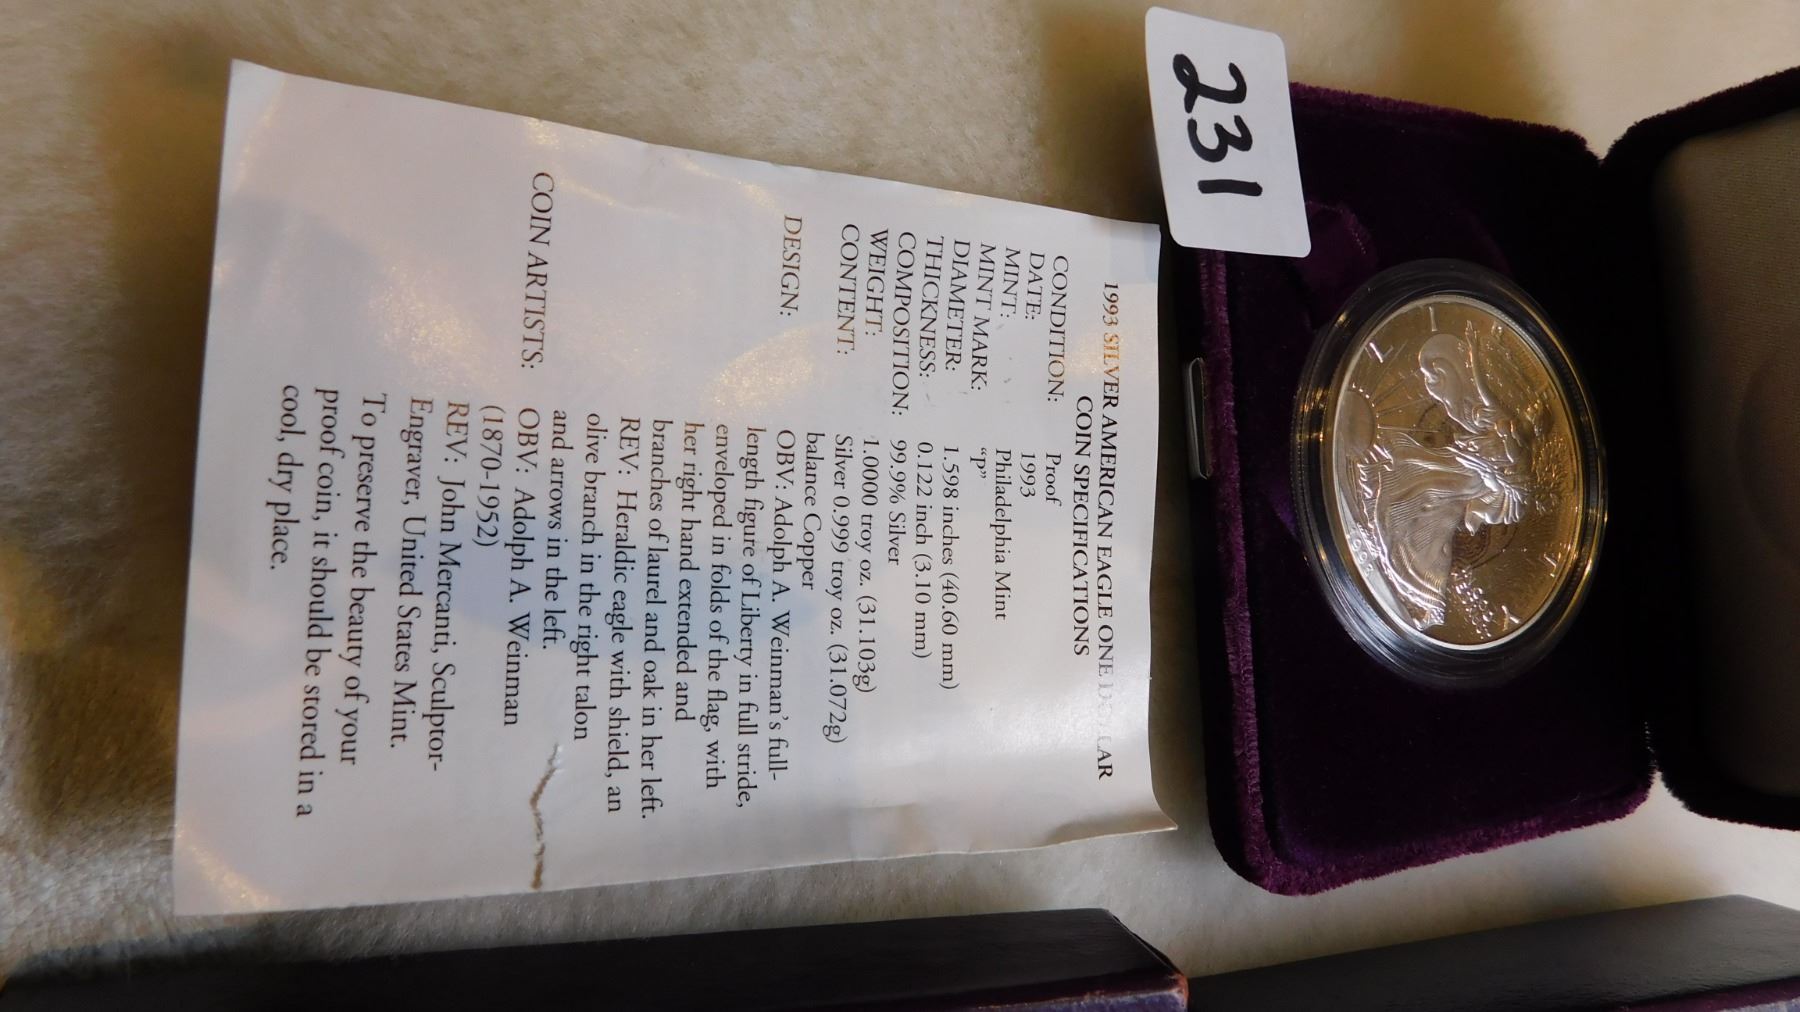 231
1993 SILVER AMERICAN EAGLE ONE DOLLAR
COIN SPECIFICATIONS
CONDITION: Proof
DATE: 1993
MINT: Philadelphia Mint
MINT MARK: "P"
DIAMETER: 1.598 inches (40.60 mm)
THICKNESS: 0.122 inch (3.10 mm)
COMPOSITION: 99.9% Silver
WEIGHT: 1.0000 troy oz. (31.103g)
CONTENT: Silver 0.999 troy oz. (31.072g)
balance Copper
DESIGN: OBV: Adolph A. Weinman's full-
length figure of Liberty in full stride,
enveloped in folds of the flag, with
her right hand extended and
branches of laurel and oak in her left.
REV: Heraldic eagle with shield, an
olive branch in the right talon
and arrows in the left.
COIN ARTISTS: OBV: Adolph A. Weinman
(1870-1952)
REV: John Mercanti, Sculptor-
Engraver, United States Mint.
To preserve the beauty of your
proof coin, it should be stored in a
cool, dry place.
1993